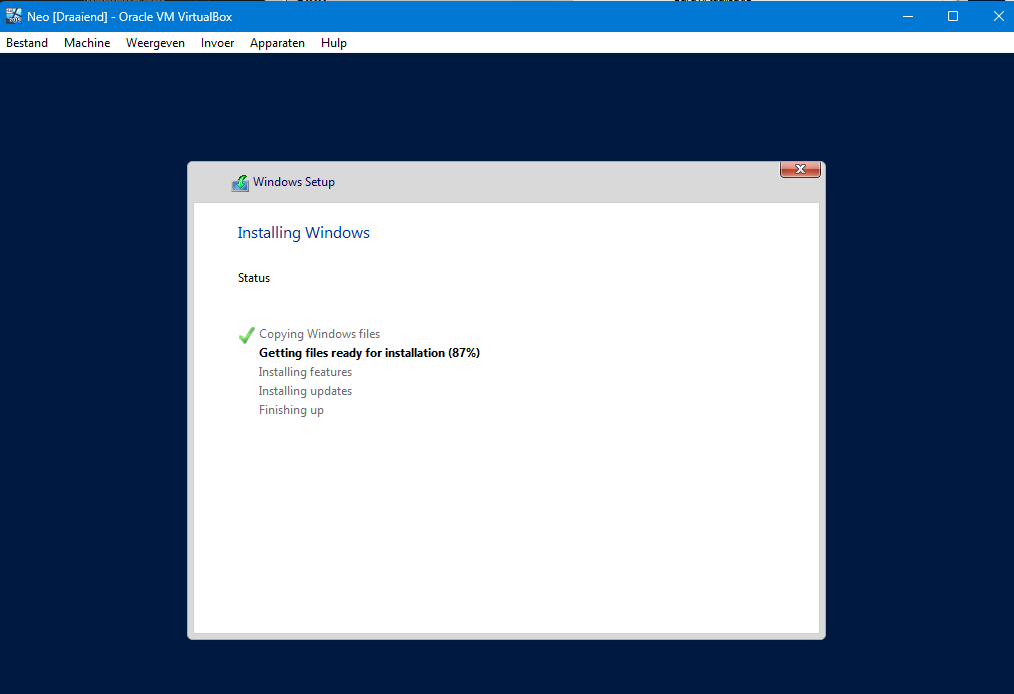 Neo [Draaiend] - Oracle VM VirtualBox
Bestand Machine Weergeven Invoer Apparaten Hulp
Windows Setup
Installing Windows
Status
Copying Windows files
Getting files ready for installation (87%)
Installing features
Installing updates
Finishing up